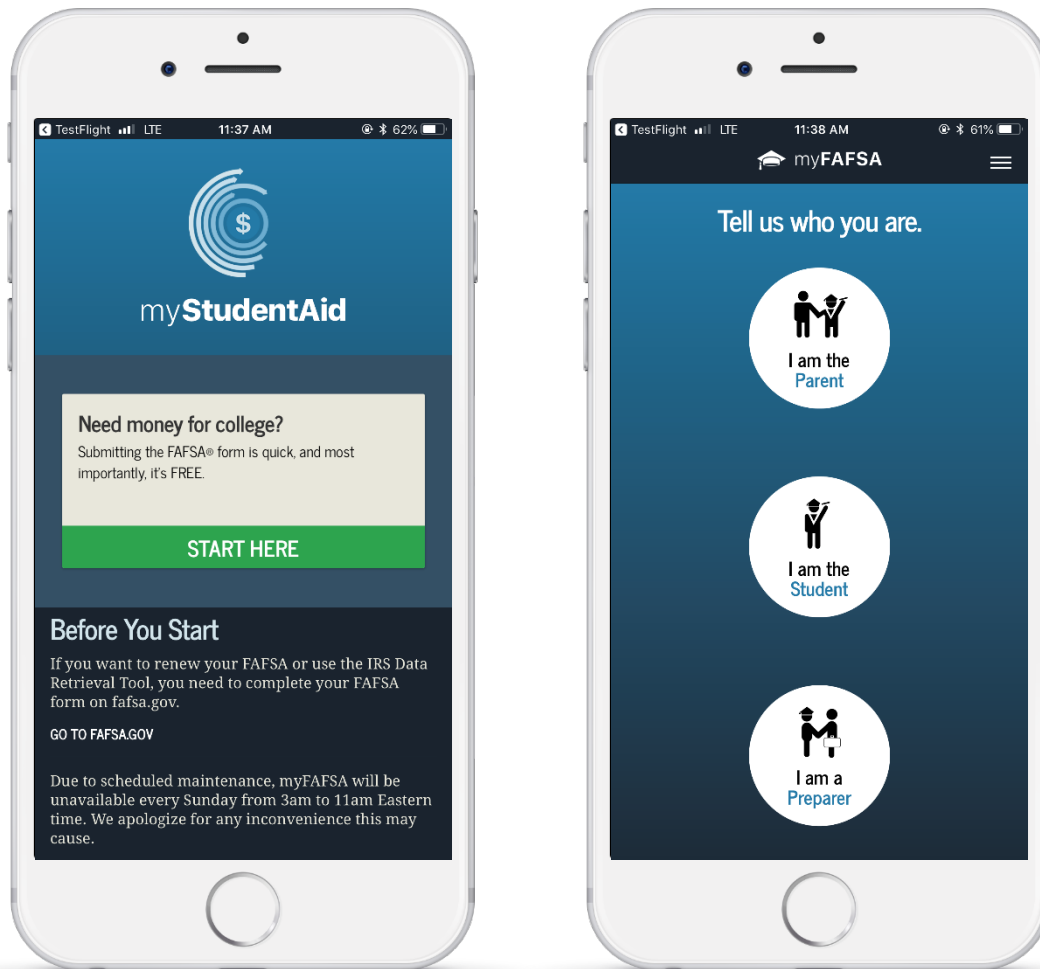 TestFlight LTE 11:37 AM 62%
$
myStudentAid
Need money for college?
Submitting the FAFSA® form is quick, and most
importantly, it's FREE.
START HERE
Before You Start
If you want to renew your FAFSA or use the IRS Data
Retrieval Tool, you need to complete your FAFSA
form on fafsa.gov.
GO TO FAFSA.GOV
Due to scheduled maintenance, myFAFSA will be
unavailable every Sunday from 3am to 11am Eastern
time. We apologize for any inconvenience this may
cause.
TestFlight LTE 11:38 AM 61%
myFAFSA
Tell us who you are.
I am the
Parent
I am the
Student
I am a
Preparer